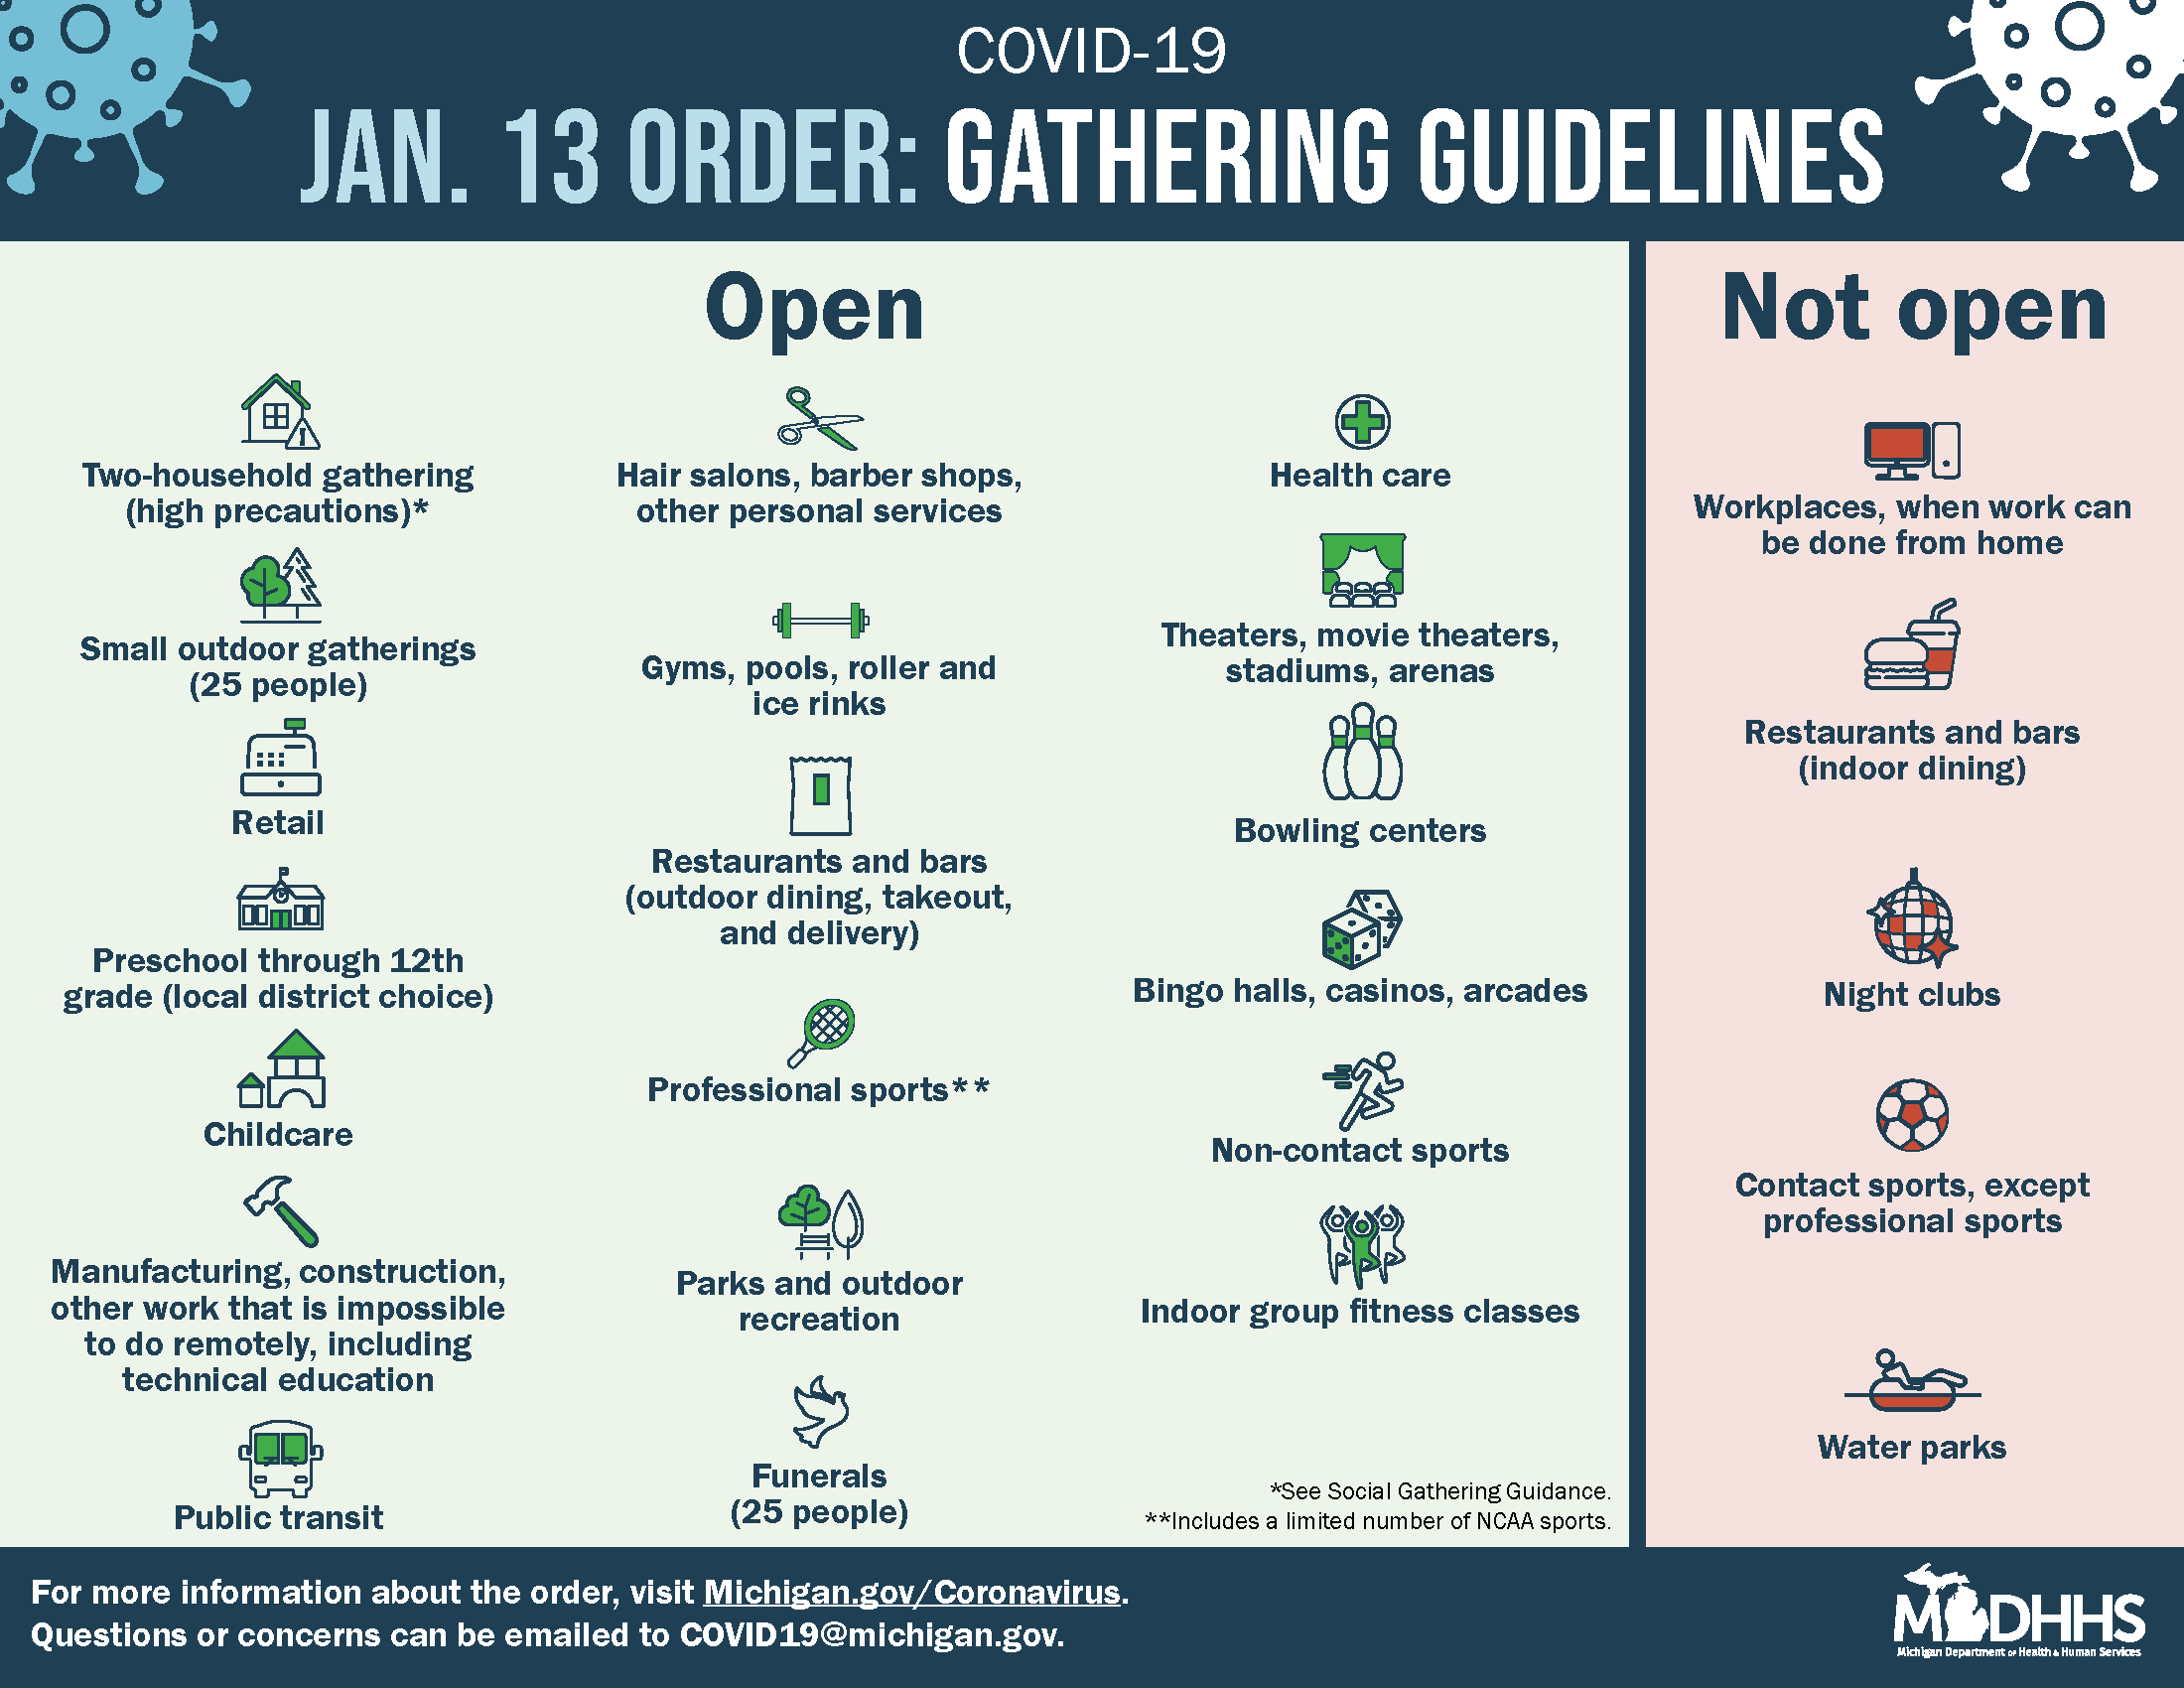 COVID-19
JAN. 13 ORDER: GATHERING GUIDELINES
Open
Two-household gathering
(high precautions)*
Small outdoor gatherings
(25 people)
Retail
Preschool through 12th
grade (local district choice)
Childcare
Manufacturing, construction,
other work that is impossible
to do remotely, including
technical education
Public transit
Hair salons, barber shops,
other personal services
Gyms, pools, roller and
ice rinks
Restaurants and bars
(outdoor dining, takeout,
and delivery)
Professional sports**
Parks and outdoor
recreation
Funerals
(25 people)
Health care
Theaters, movie theaters,
stadiums, arenas
Bowling centers
Bingo halls, casinos, arcades
Non-contact sports
Indoor group fitness classes
*See Social Gathering Guidance.
**Includes a limited number of NCAA sports.
Not open
Workplaces, when work can
be done from home
Restaurants and bars
(indoor dining)
Night clubs
Contact sports, except
professional sports
Water parks
For more information about the order, visit Michigan.gov/Coronavirus.
Questions or concerns can be emailed to COVID19@michigan.gov.
MDHHS
Michigan Department of Health & Human Services